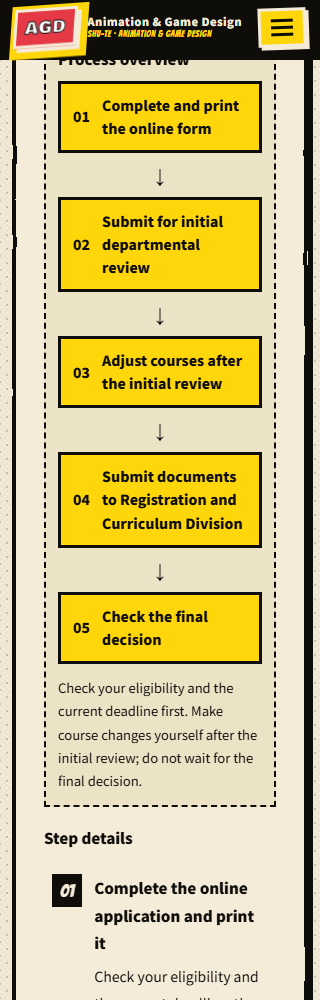 AGD
Animation & Game Design
SHU-TE · ANIMATION & GAME DESIGN
Process overview
01
Complete and print
the online form
↓
02
Submit for initial
departmental
review
↓
03
Adjust courses after
the initial review
↓
04
Submit documents
to Registration and
Curriculum Division
↓
05
Check the final
decision
Check your eligibility and the
current deadline first. Make
course changes yourself after the
initial review; do not wait for the
final decision.
Step details
01
Complete the online
application and print
it
Check your eligibility and